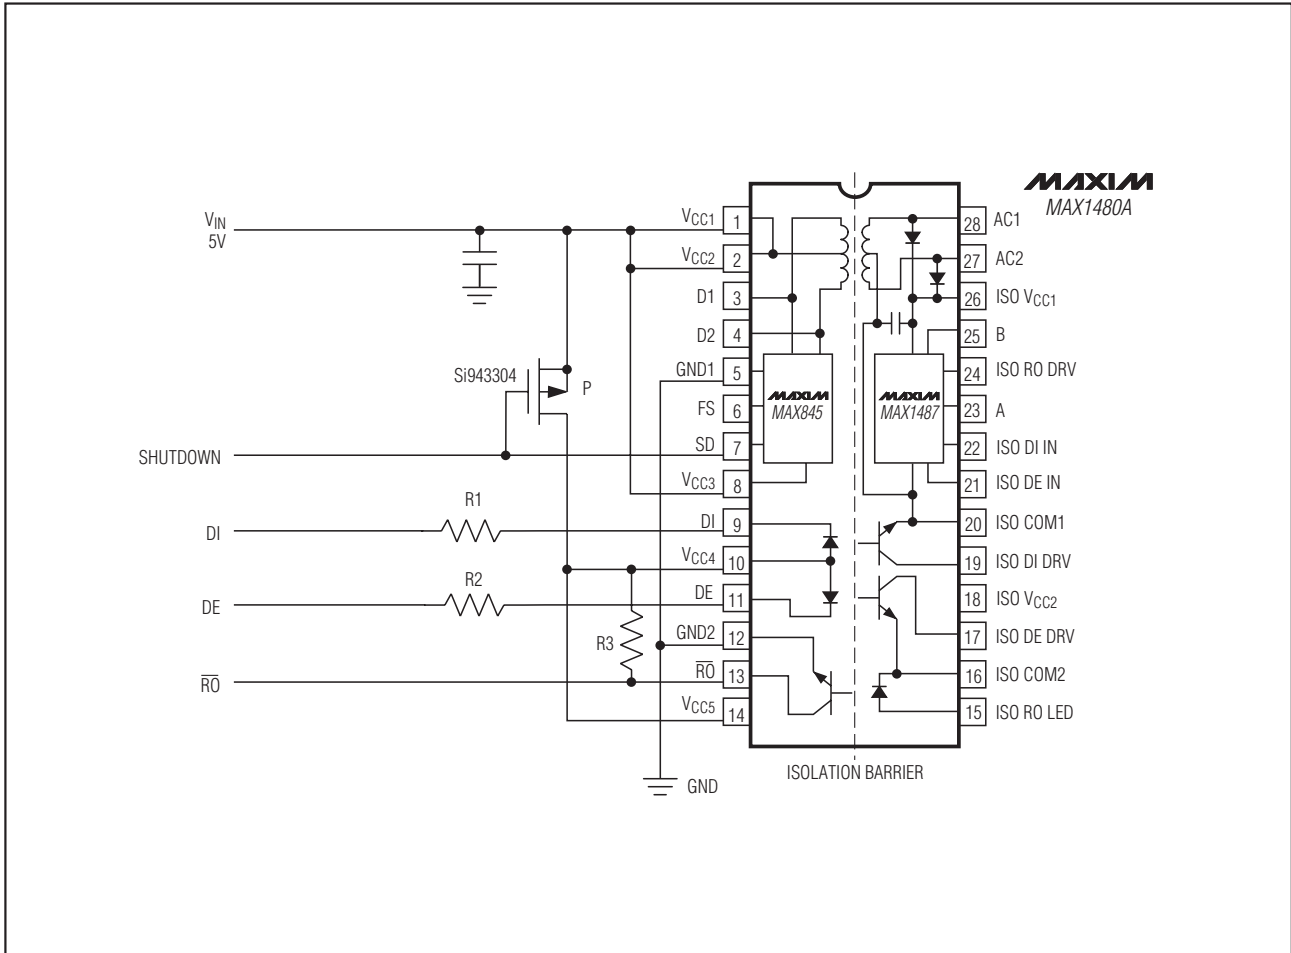 MAXIM
MAX1480A
VIN
5V
VCC1
1
28
AC1
VCC2
2
27
AC2
D1
3
26
ISO VCC1
D2
4
25
B
GND1
5
24
ISO RO DRV
Si943304
P
MAXIM
MAX845
MAXIM
MAX1487
FS
6
23
A
SHUTDOWN
SD
7
22
ISO DI IN
VCC3
8
21
ISO DE IN
R1
DI
DI
9
20
ISO COM1
VCC4
10
19
ISO DI DRV
R2
DE
DE
11
18
ISO VCC2
R3
GND2
12
17
ISO DE DRV
R̅O̅
R̅O̅
13
16
ISO COM2
VCC5
14
15
ISO RO LED
ISOLATION BARRIER
GND